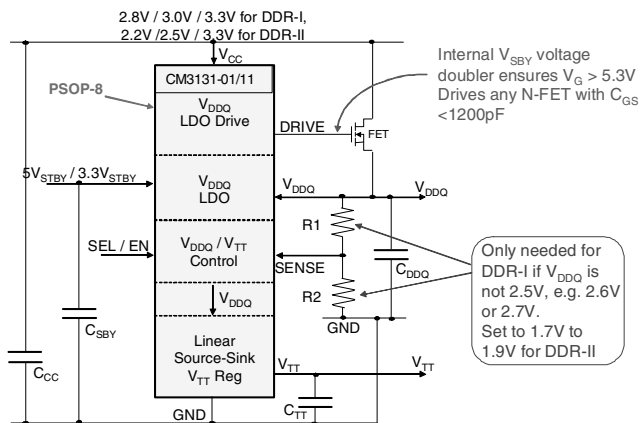 2.8V / 3.0V / 3.3V for DDR-I,
2.2V /2.5V / 3.3V for DDR-II
VCC
PSOP-8
CM3131-01/11
VDDQ
LDO Drive
DRIVE
FET
Internal VSBY voltage
doubler ensures VG > 5.3V
Drives any N-FET with CGS
<1200pF
5VSTBY / 3.3VSTBY
VDDQ
LDO
VDDQ
VDDQ
R1
SEL / EN
VDDQ / VTT
Control
SENSE
CDDQ
R2
GND
Only needed for
DDR-I if VDDQ is
not 2.5V, e.g. 2.6V
or 2.7V.
Set to 1.7V to
1.9V for DDR-II
VDDQ
CSBY
Linear
Source-Sink
VTT Reg
VTT
VTT
CCC
GND
CTT